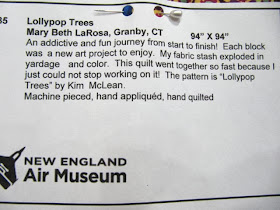 35
Lollypop Trees
Mary Beth LaRosa, Granby, CT 94” X 94”
An addictive and fun journey from start to finish! Each block
was a new art project to enjoy. My fabric stash exploded in
yardage and color. This quilt went together so fast because I
just could not stop working on it! The pattern is “Lollypop
Trees” by Kim McLean.
Machine pieced, hand appliquéd, hand quilted
NEW ENGLAND
Air Museum